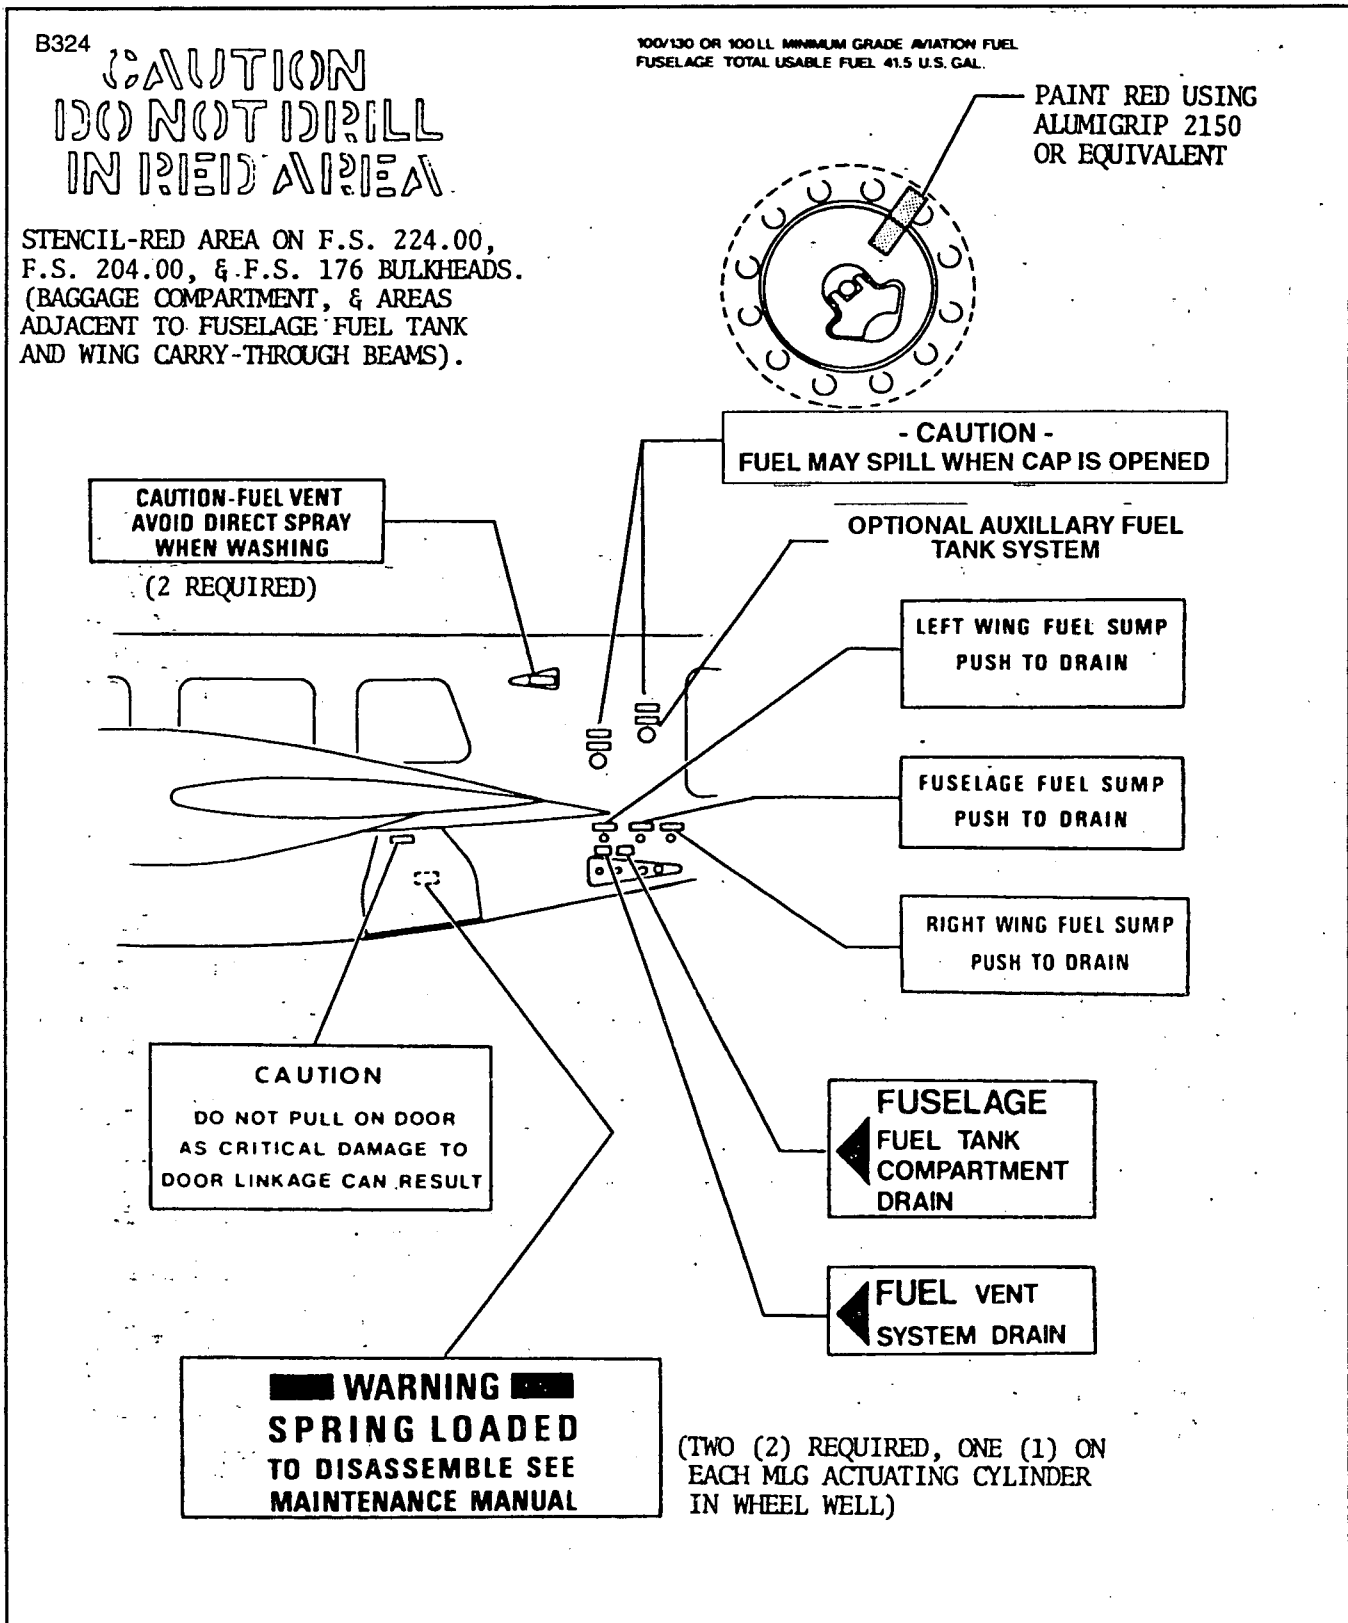 B324
CAUTION
DO NOT DRILL
IN RED AREA
STENCIL-RED AREA ON F.S. 224.00,
F.S. 204.00, & F.S. 176 BULKHEADS.
(BAGGAGE COMPARTMENT, & AREAS
ADJACENT TO FUSELAGE FUEL TANK
AND WING CARRY-THROUGH BEAMS).
100/130 OR 100LL MINIMUM GRADE AVIATION FUEL
FUSELAGE TOTAL USABLE FUEL 41.5 U.S. GAL.
PAINT RED USING
ALUMIGRIP 2150
OR EQUIVALENT
- CAUTION -
FUEL MAY SPILL WHEN CAP IS OPENED
CAUTION-FUEL VENT
AVOID DIRECT SPRAY
WHEN WASHING
(2 REQUIRED)
OPTIONAL AUXILLARY FUEL
TANK SYSTEM
LEFT WING FUEL SUMP
PUSH TO DRAIN
FUSELAGE FUEL SUMP
PUSH TO DRAIN
RIGHT WING FUEL SUMP
PUSH TO DRAIN
CAUTION
DO NOT PULL ON DOOR
AS CRITICAL DAMAGE TO
DOOR LINKAGE CAN RESULT
FUSELAGE
FUEL TANK
COMPARTMENT
DRAIN
FUEL VENT
SYSTEM DRAIN
WARNING
SPRING LOADED
TO DISASSEMBLE SEE
MAINTENANCE MANUAL
(TWO (2) REQUIRED, ONE (1) ON
EACH MLG ACTUATING CYLINDER
IN WHEEL WELL)